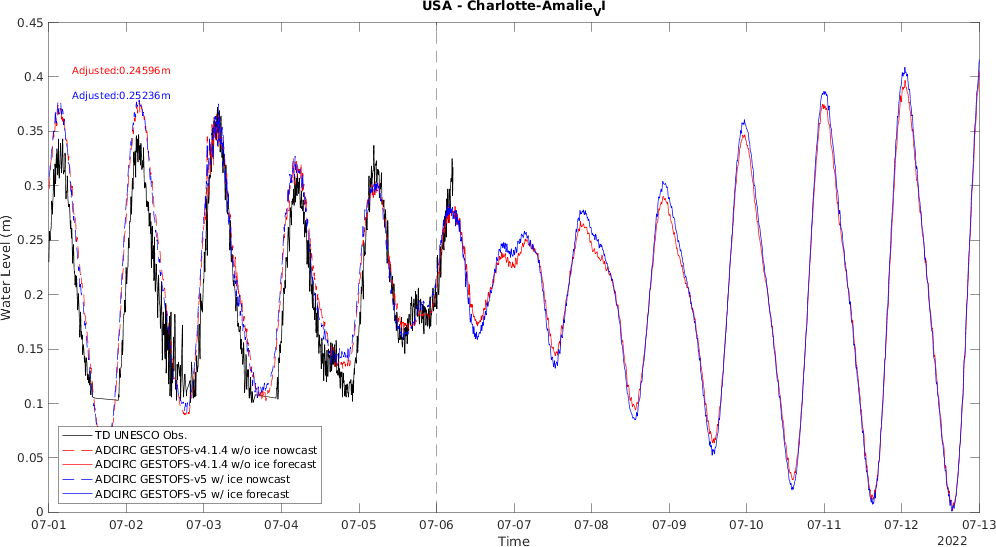 USA - Charlotte-Amalie_VI
0.45
0.4
0.35
0.3
0.25
0.2
0.15
0.1
0.05
0
Water Level (m)
Adjusted:0.24596m
Adjusted:0.25236m
TD UNESCO Obs.
ADCIRC GESTOFS-v4.1.4 w/o ice nowcast
ADCIRC GESTOFS-v4.1.4 w/o ice forecast
ADCIRC GESTOFS-v5 w/ ice nowcast
ADCIRC GESTOFS-v5 w/ ice forecast
07-01 07-02 07-03 07-04 07-05 07-06 07-07 07-08 07-09 07-10 07-11 07-12 07-13
Time
2022